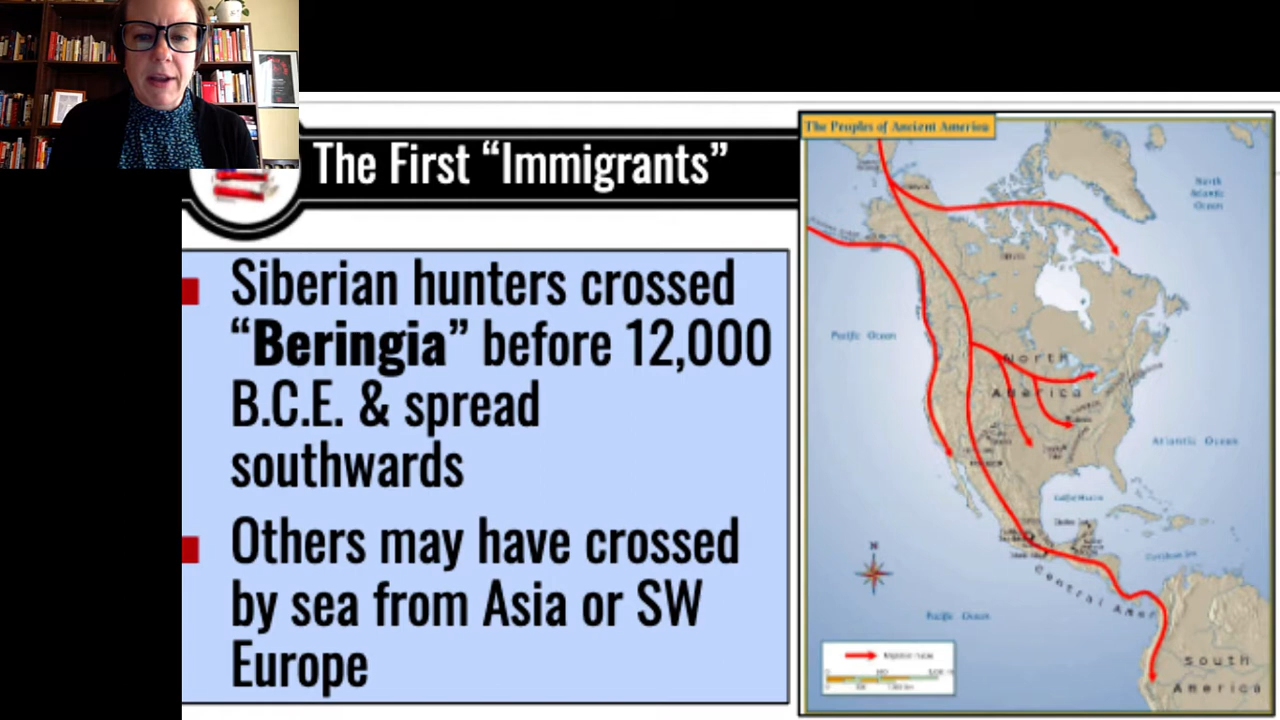 The First “Immigrants”
Siberian hunters crossed
“Beringia” before 12,000
B.C.E. & spread
southwards
Others may have crossed
by sea from Asia or SW
Europe
The Peoples of Ancient America
North
Atlantic
Ocean
Pacific Ocean
North
America
Atlantic Ocean
N
Central Amer
Pacific Ocean
South
America